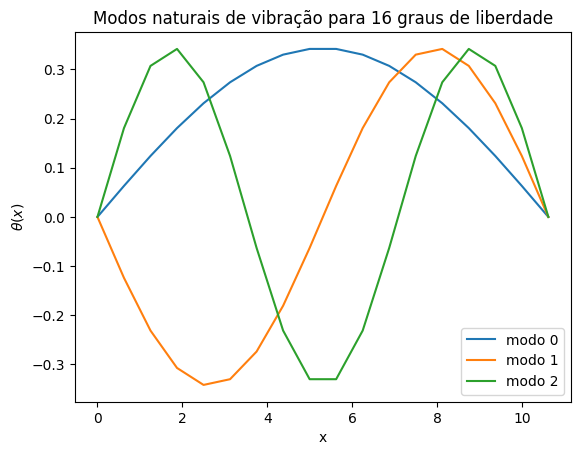 Modos naturais de vibração para 16 graus de liberdade
0.3
0.2
0.1
0.0
−0.1
−0.2
−0.3
θ(x)
0 2 4 6 8 10
x
modo 0
modo 1
modo 2